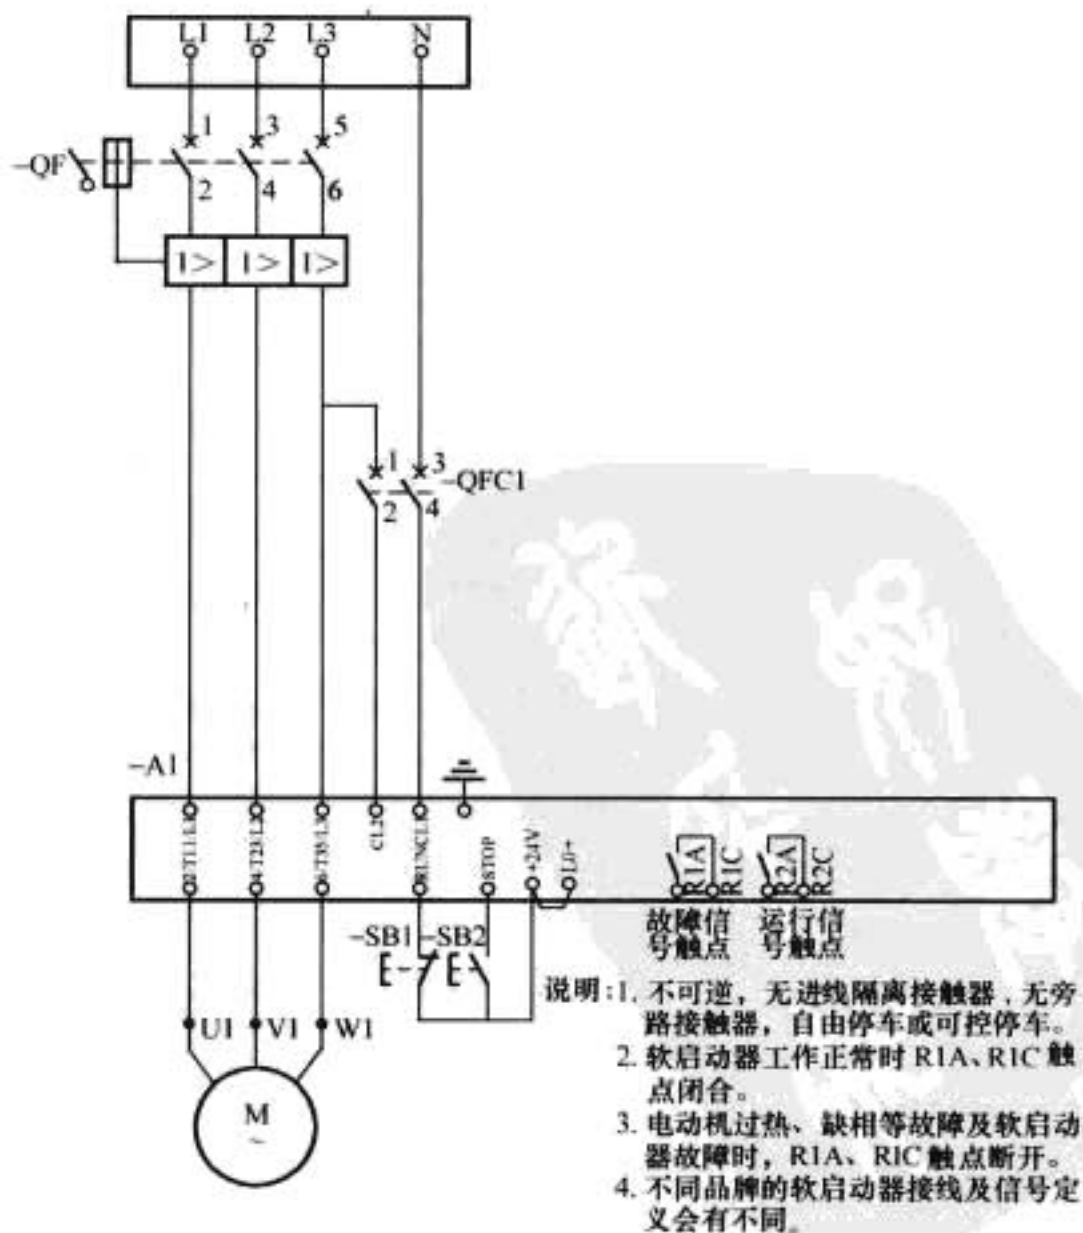 L1 L2 L3 N
1 3 5
-QF
2 4 6
I> I> I>
1 3
-QFC1
2 4
-A1
2/T1 1/L1
4/T2 3/L2
6/T3 5/L3
CL2
RUN CL1
STOP
+24V
L0+
R1A
R1C
R2A
R2C
故障信
号触点
运行信
号触点
-SB1 -SB2
U1 V1 W1
M
~
说明:1. 不可逆，无进线隔离接触器，无旁
路接触器，自由停车或可控停车。
2. 软启动器工作正常时 R1A、R1C 触
点闭合。
3. 电动机过热、缺相等故障及软启动
器故障时，R1A、R1C 触点断开。
4. 不同品牌的软启动器接线及信号定
义会有不同。